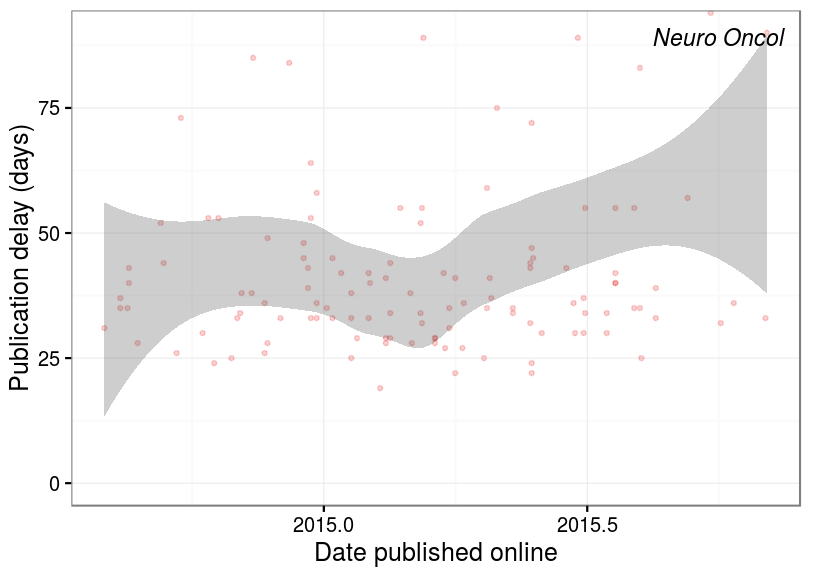 Neuro Oncol
Publication delay (days)
75
50
25
0
2015.0
2015.5
Date published online